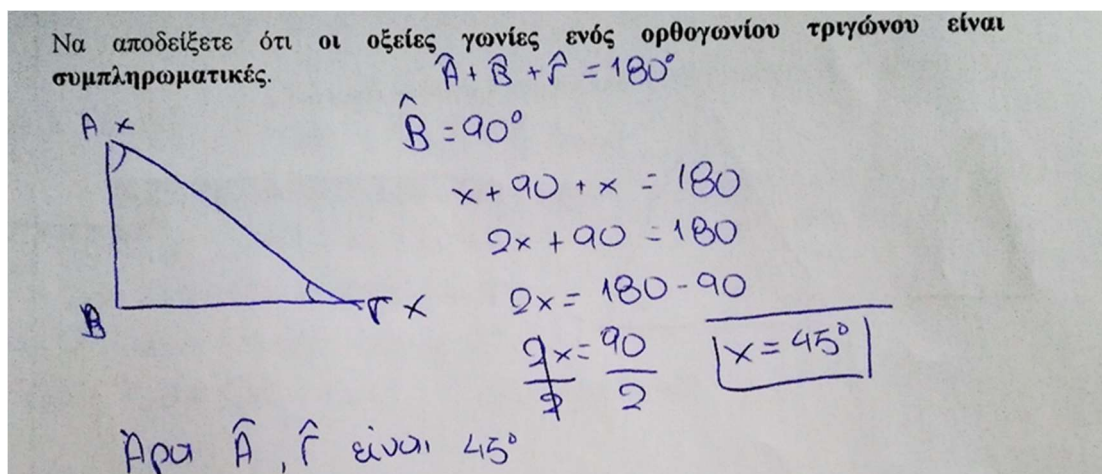 Να αποδείξετε ότι οι οξείες γωνίες ενός ορθογωνίου τριγώνου είναι
συμπληρωματικές.
Â + B̂ + Γ̂ = 180°
B̂ = 90°
A x
B
Γ x
x + 90 + x = 180
2x + 90 = 180
2x = 180 - 90
2x/2 = 90/2
x = 45°
Άρα Â, Γ̂ είναι 45°